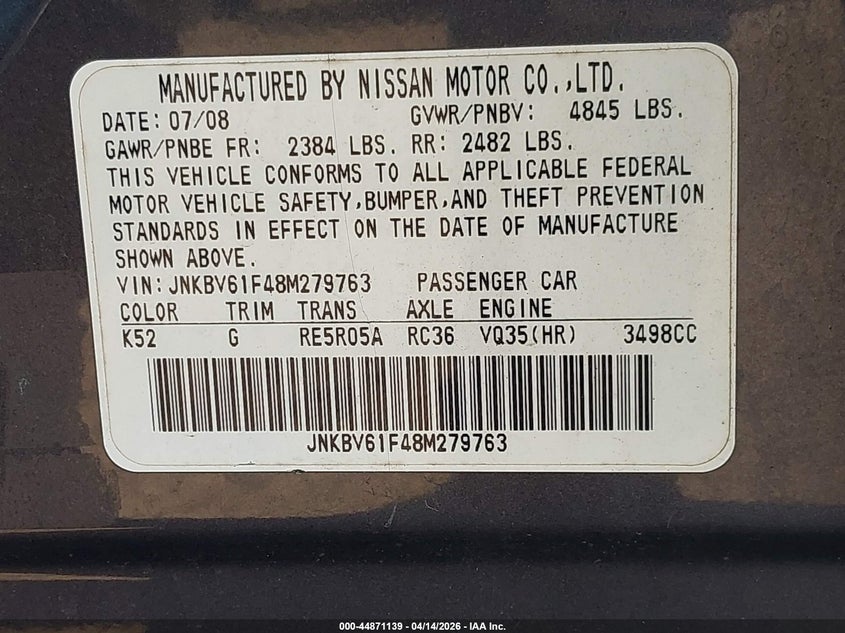 MANUFACTURED BY NISSAN MOTOR CO.,LTD.
DATE: 07/08 GVWR/PNBV: 4845 LBS.
GAWR/PNBE FR: 2384 LBS. RR: 2482 LBS.
THIS VEHICLE CONFORMS TO ALL APPLICABLE FEDERAL
MOTOR VEHICLE SAFETY,BUMPER,AND THEFT PREVENTION
STANDARDS IN EFFECT ON THE DATE OF MANUFACTURE
SHOWN ABOVE.
VIN: JNKBV61F48M279763 PASSENGER CAR
COLOR TRIM TRANS AXLE ENGINE
K52 G RE5R05A RC36 VQ35(HR) 3498CC
JNKBV61F48M279763
000-44871139 - 04/14/2026 - IAA Inc.